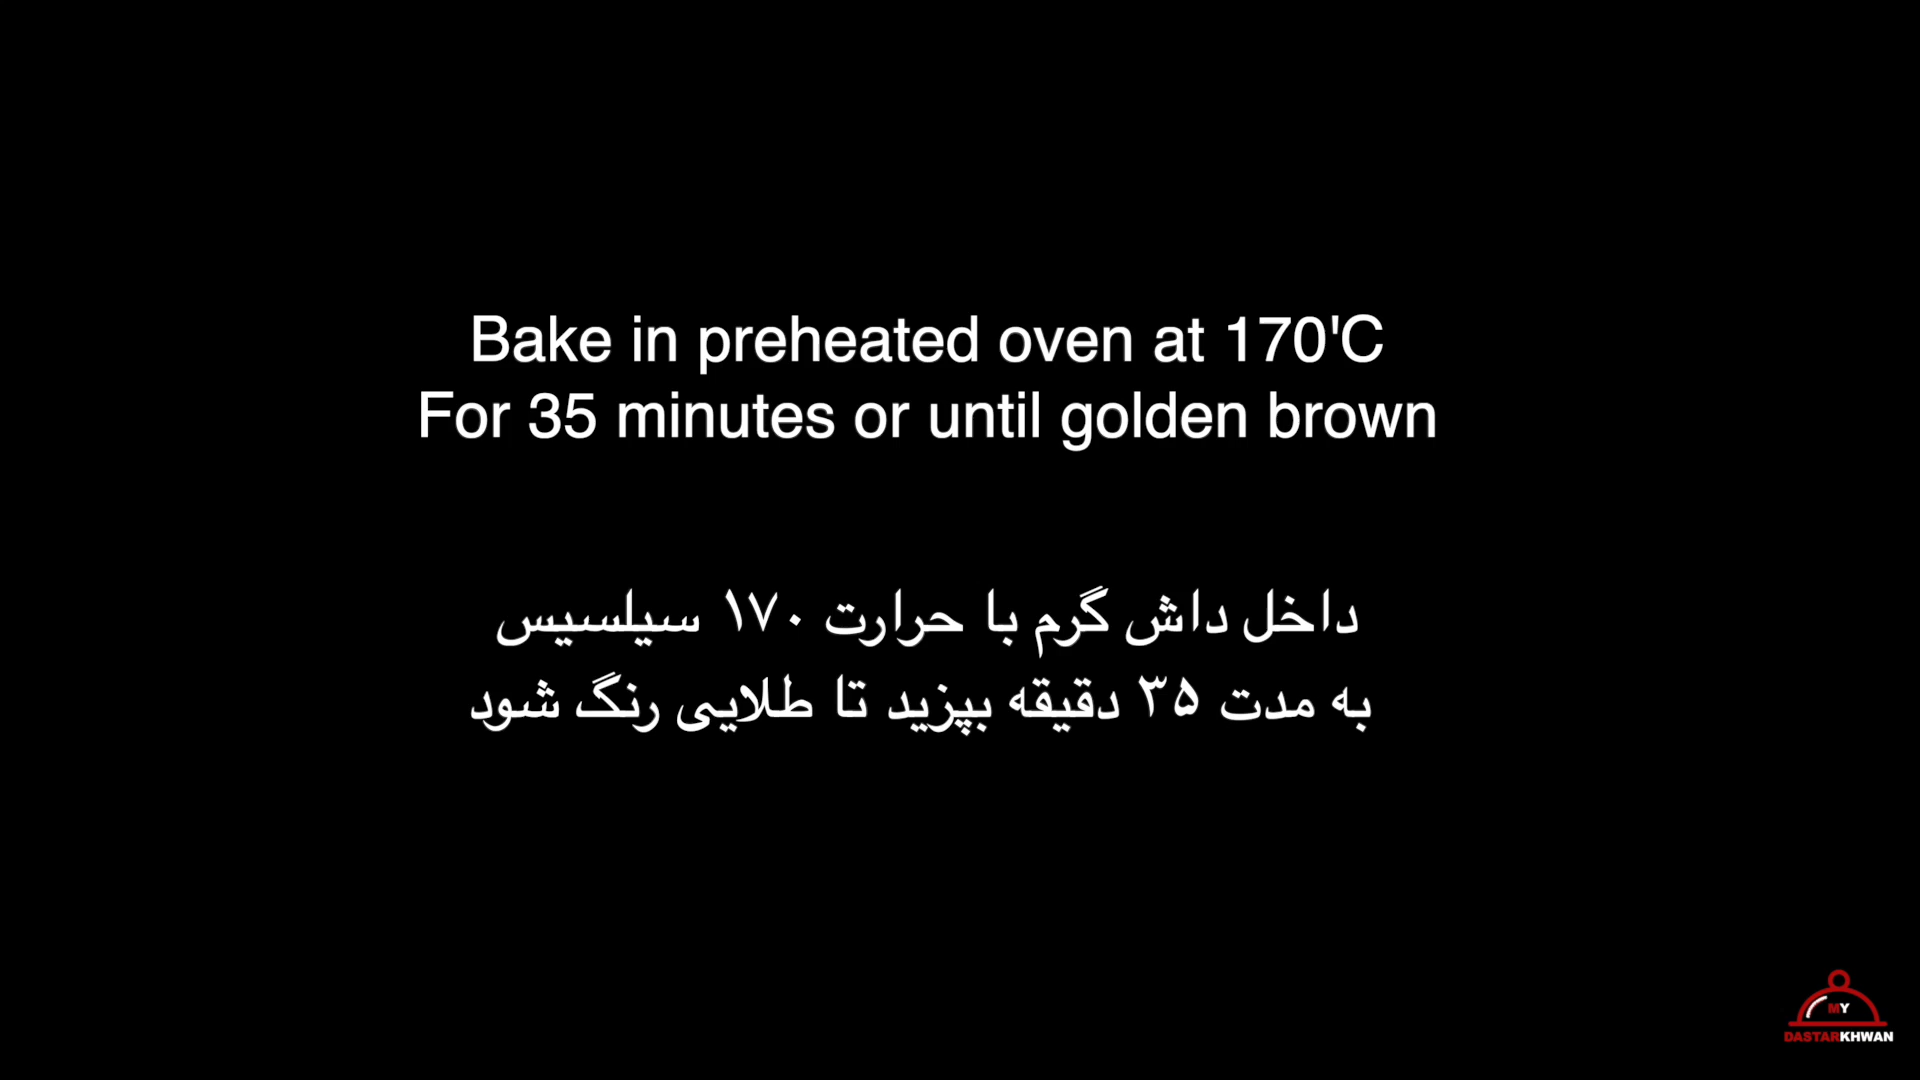 Bake in preheated oven at 170'C
For 35 minutes or until golden brown
داخل داش گرم با حرارت ۱۷۰ سیلسیس
به مدت ۳۵ دقیقه بپزید تا طلایی رنگ شود
MY
DASTARKHWAN